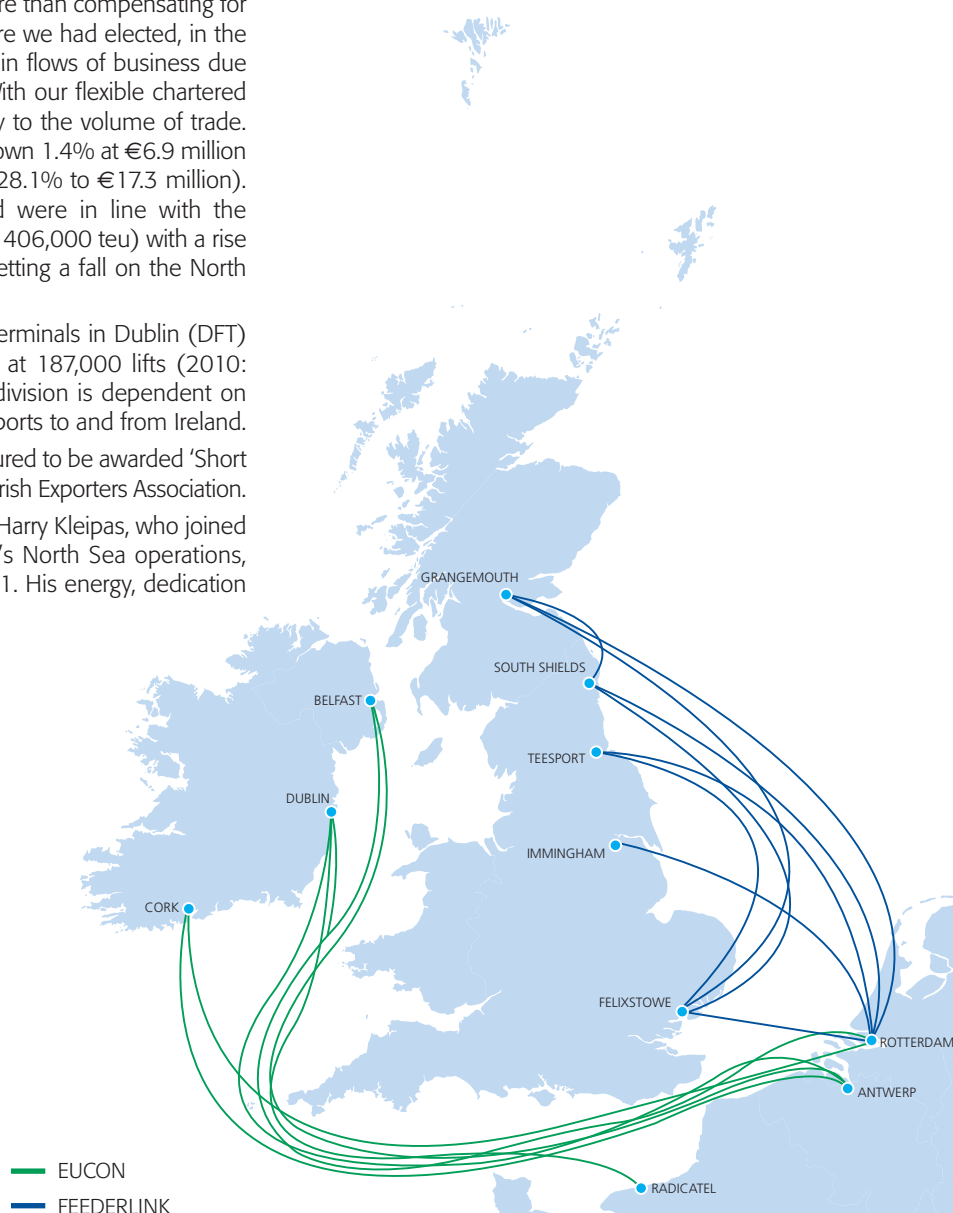 re than compensating for
re we had elected, in the
in flows of business due
With our flexible chartered
y to the volume of trade.
own 1.4% at €6.9 million
28.1% to €17.3 million).
d were in line with the
406,000 teu) with a rise
etting a fall on the North
erminals in Dublin (DFT)
at 187,000 lifts (2010:
division is dependent on
ports to and from Ireland.
ured to be awarded ‘Short
rish Exporters Association.
Harry Kleipas, who joined
’s North Sea operations,
1. His energy, dedication
GRANGEMOUTH
SOUTH SHIELDS
BELFAST
TEESPORT
DUBLIN
IMMINGHAM
CORK
FELIXSTOWE
ROTTERDAM
ANTWERP
RADICATEL
EUCON
FEEDERLINK